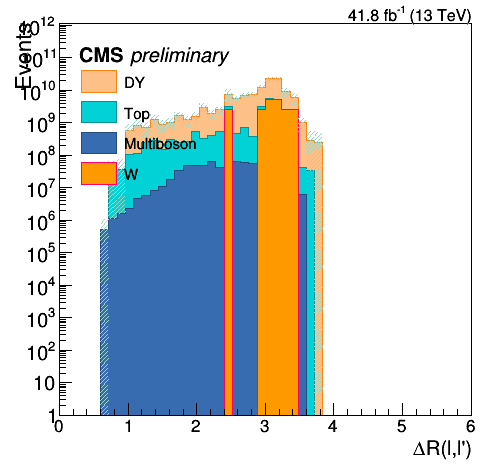 41.8 fb⁻¹ (13 TeV)
Events
CMS preliminary
DY
Top
Multiboson
W
10¹²
10¹¹
10¹⁰
10⁹
10⁸
10⁷
10⁶
10⁵
10⁴
10³
10²
10
1
0 1 2 3 4 5 6
ΔR(l,l')